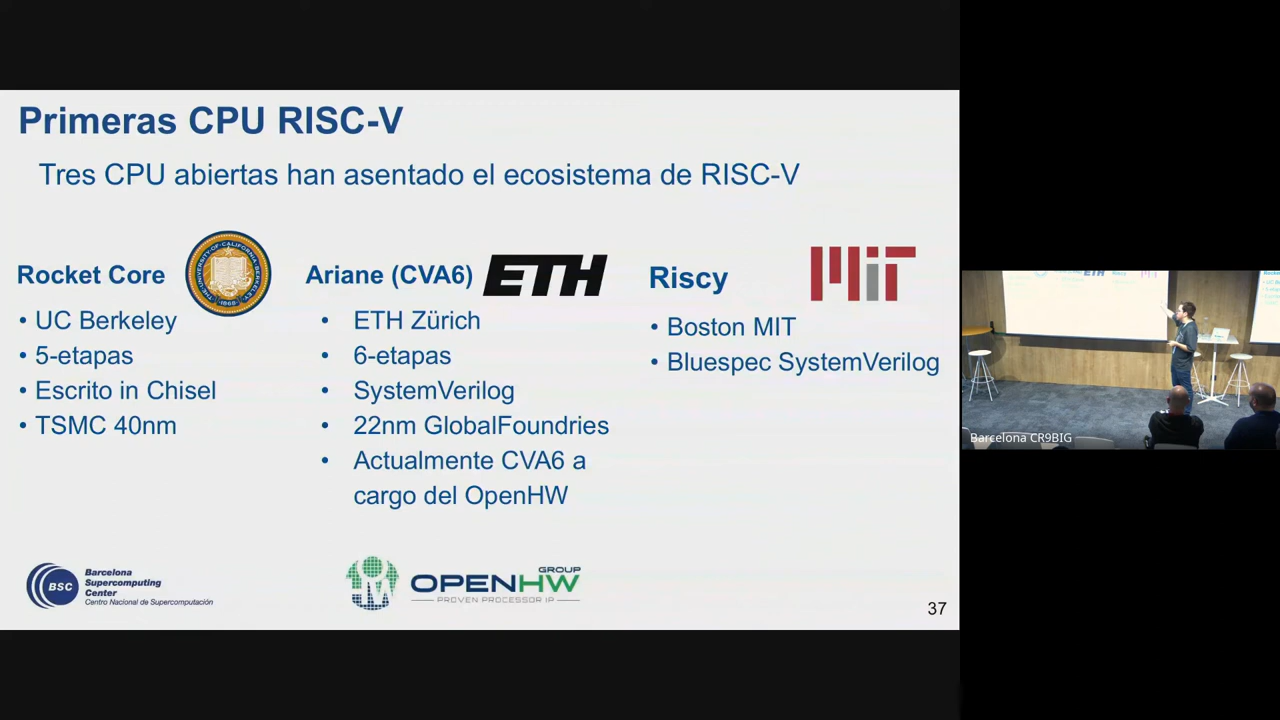 Primeras CPU RISC-V
Tres CPU abiertas han asentado el ecosistema de RISC-V
Rocket Core
• UC Berkeley
• 5-etapas
• Escrito in Chisel
• TSMC 40nm
Ariane (CVA6)
ETH
• ETH Zürich
• 6-etapas
• SystemVerilog
• 22nm GlobalFoundries
• Actualmente CVA6 a
cargo del OpenHW
Riscy
MiT
• Boston MIT
• Bluespec SystemVerilog
BSC
Barcelona
Supercomputing
Center
Centro Nacional de Supercomputación
OPENHW
GROUP
PROVEN PROCESSOR IP
37
Barcelona CR9BIG